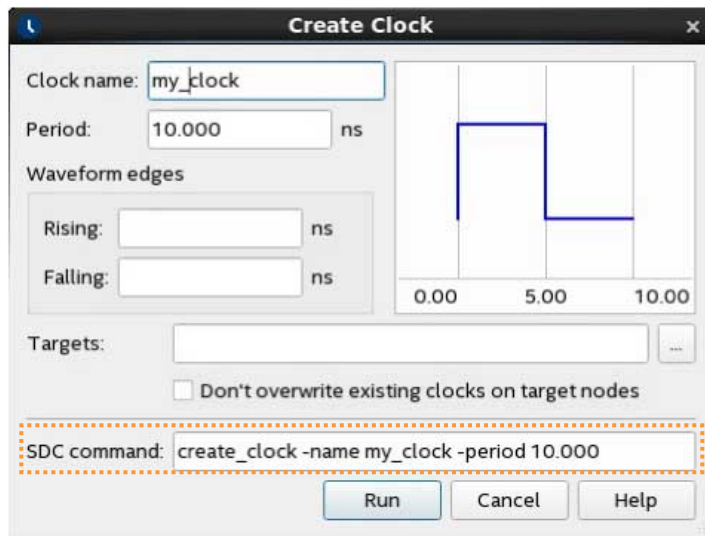 Create Clock
Clock name: my_clock
Period: 10.000 ns
Waveform edges
Rising: ns
Falling: ns
0.00 5.00 10.00
Targets: ...
Don't overwrite existing clocks on target nodes
SDC command: create_clock -name my_clock -period 10.000
Run Cancel Help